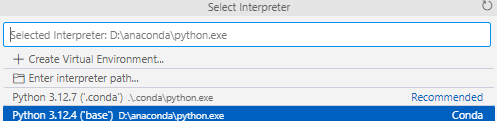 Select Interpreter
Selected Interpreter: D:\anaconda\python.exe
+ Create Virtual Environment...
Enter interpreter path...
Python 3.12.7 ('.conda') .\.conda\python.exe Recommended
Python 3.12.4 ('base') D:\anaconda\python.exe Conda